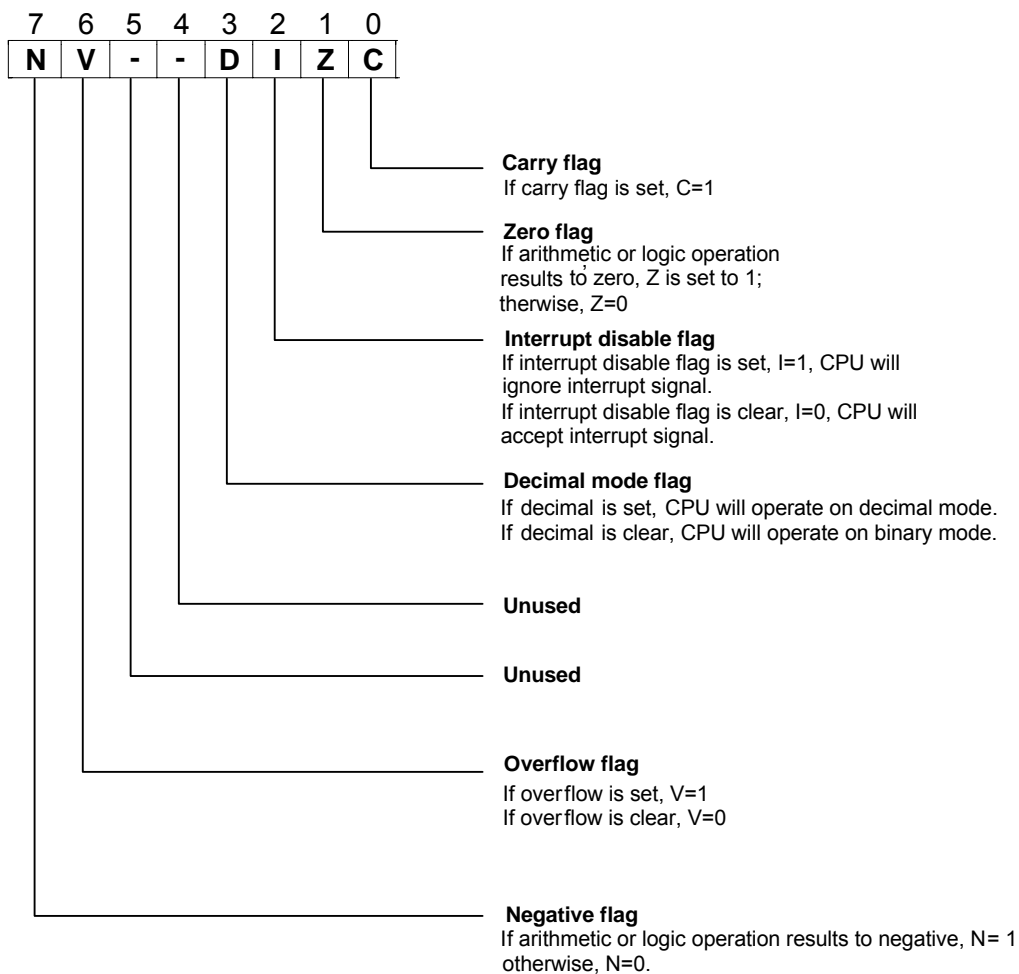 7 6 5 4 3 2 1 0
N V - - D I Z C
Carry flag
If carry flag is set, C=1
Zero flag
If arithmetic or logic operation
results to zero, Z is set to 1;
therwise, Z=0
Interrupt disable flag
If interrupt disable flag is set, I=1, CPU will
ignore interrupt signal.
If interrupt disable flag is clear, I=0, CPU will
accept interrupt signal.
Decimal mode flag
If decimal is set, CPU will operate on decimal mode.
If decimal is clear, CPU will operate on binary mode.
Unused
Unused
Overflow flag
If overflow is set, V=1
If overflow is clear, V=0
Negative flag
If arithmetic or logic operation results to negative, N= 1
otherwise, N=0.